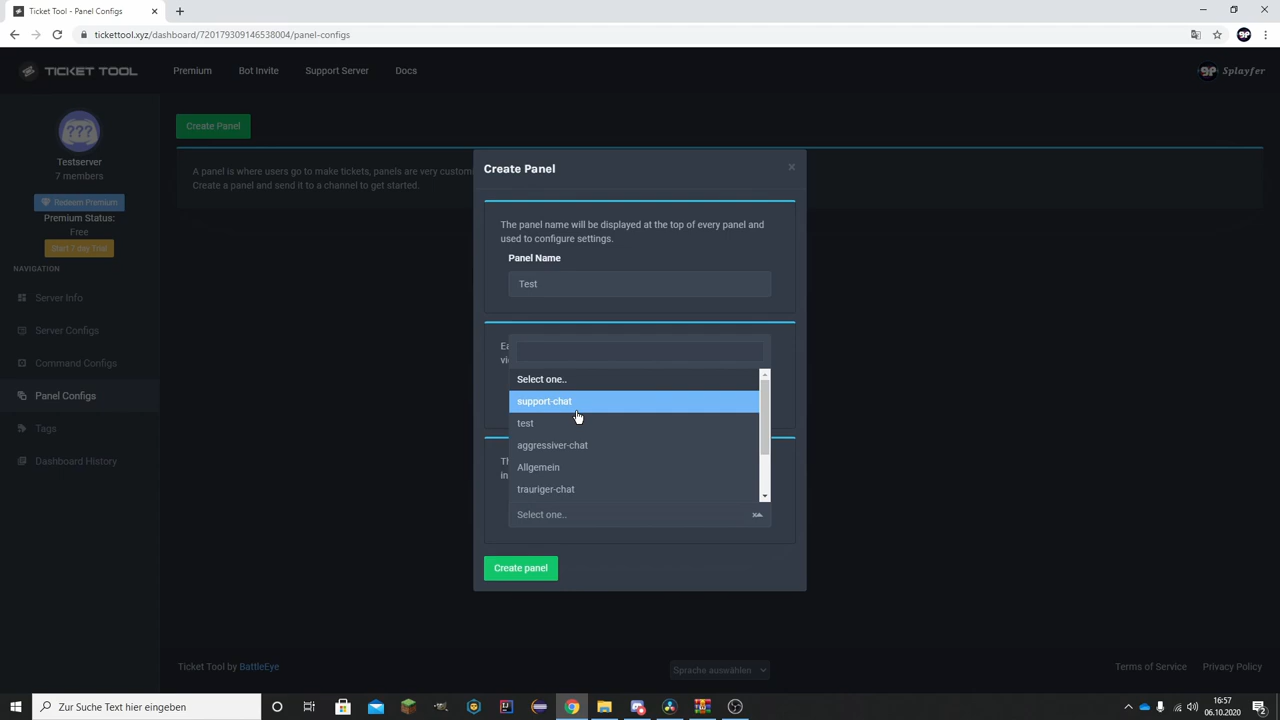 Ticket Tool - Panel Configs
tickettool.xyz/dashboard/720179309146538004/panel-configs
TICKET TOOL
Premium
Bot Invite
Support Server
Docs
Splayfer
???
Testserver
7 members
Redeem Premium
Premium Status:
Free
Start 7 day Trial
NAVIGATION
Server Info
Server Configs
Command Configs
Panel Configs
Tags
Dashboard History
Create Panel
A panel is where users go to make tickets, panels are very custom
Create a panel and send it to a channel to get started.
Create Panel
×
The panel name will be displayed at the top of every panel and
used to configure settings.
Panel Name
Test
Ea
vi
Th
in
Select one..
support-chat
test
aggressiver-chat
Allgemein
trauriger-chat
Select one..
Create panel
Ticket Tool by BattleEye
Sprache auswählen
Terms of Service
Privacy Policy
Zur Suche Text hier eingeben
16:57
06.10.2020
2